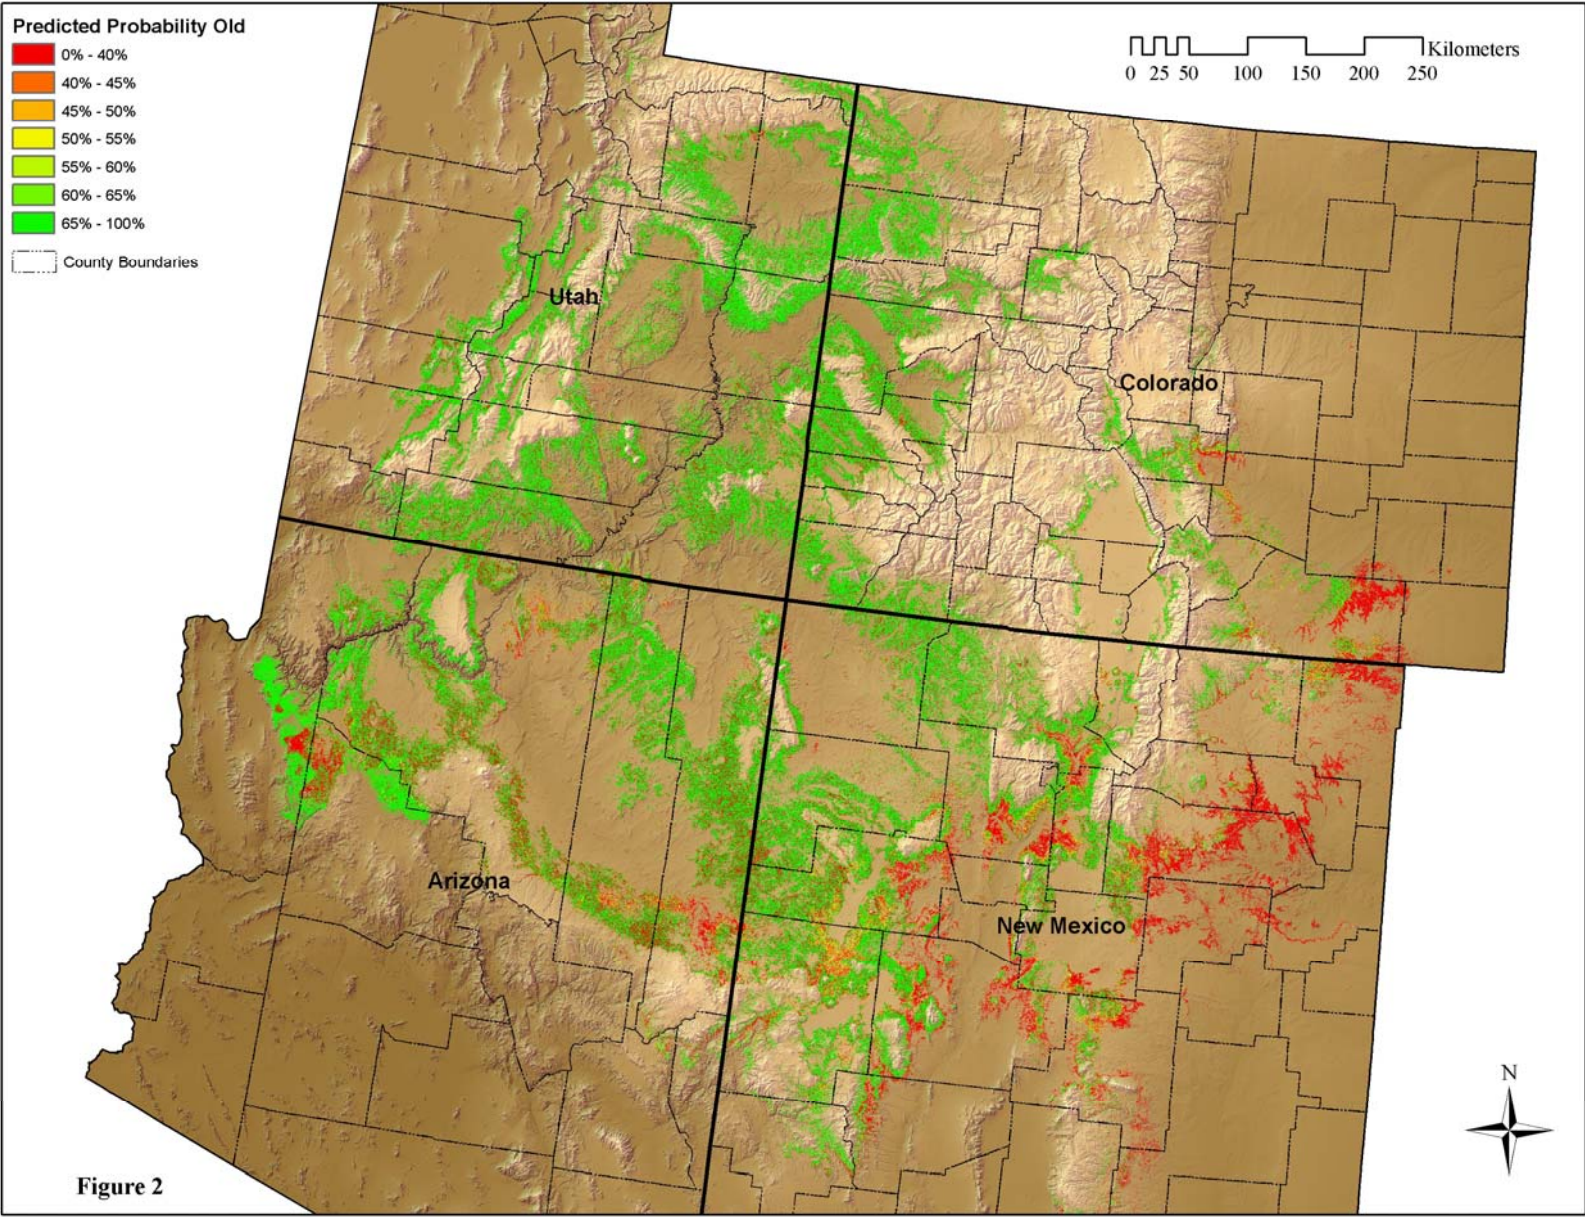 Predicted Probability Old
0% - 40%
40% - 45%
45% - 50%
50% - 55%
55% - 60%
60% - 65%
65% - 100%
County Boundaries
Kilometers
0 25 50 100 150 200 250
Utah
Colorado
Arizona
New Mexico
N
Figure 2